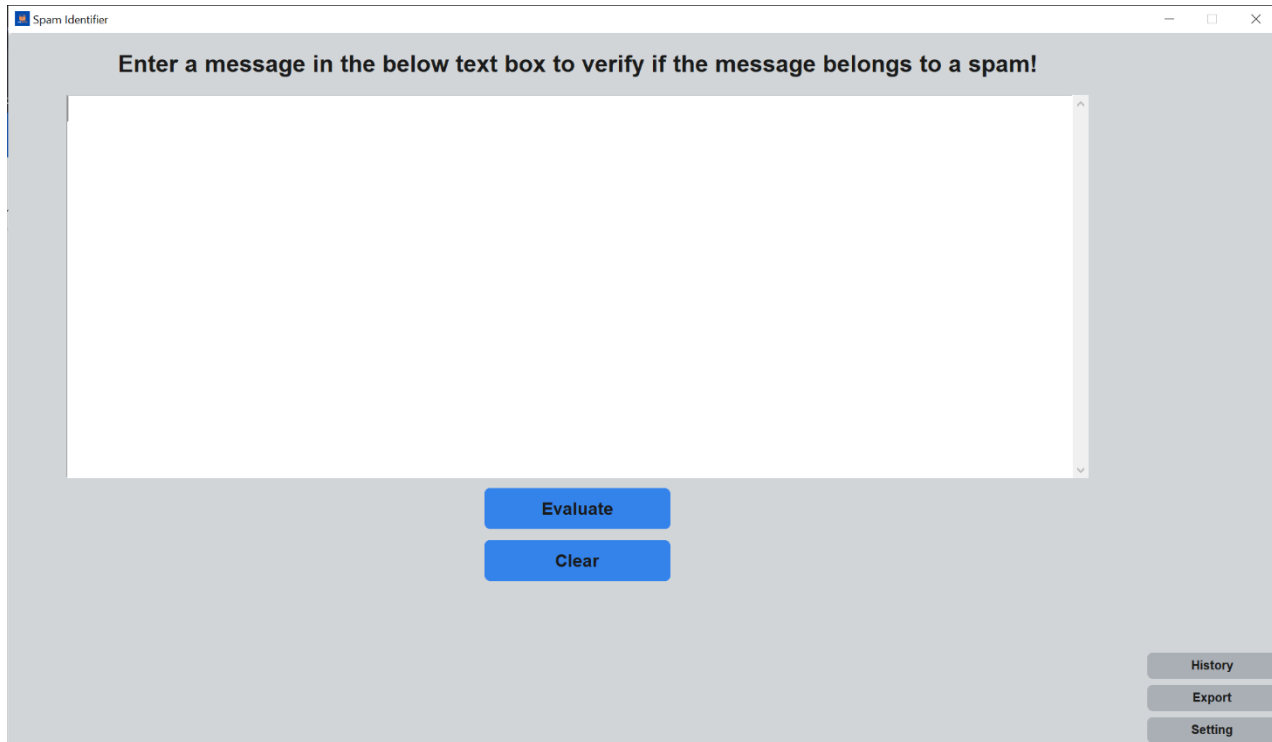 Spam Identifier
Enter a message in the below text box to verify if the message belongs to a spam!
Evaluate
Clear
History
Export
Setting